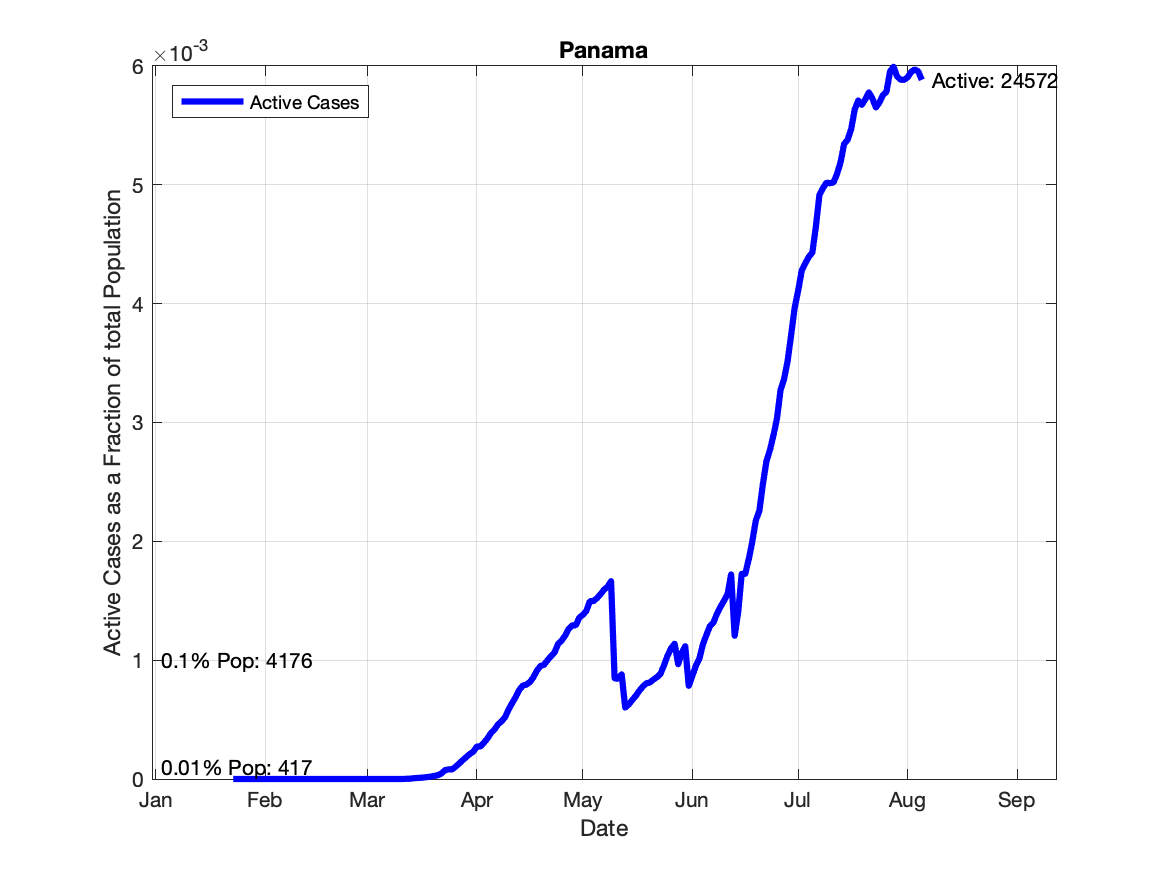 Panama
×10-3
6
5
4
3
2
1
0
Active Cases as a Fraction of total Population
Active Cases
Active: 24572
0.1% Pop: 4176
0.01% Pop: 417
Jan Feb Mar Apr May Jun Jul Aug Sep
Date